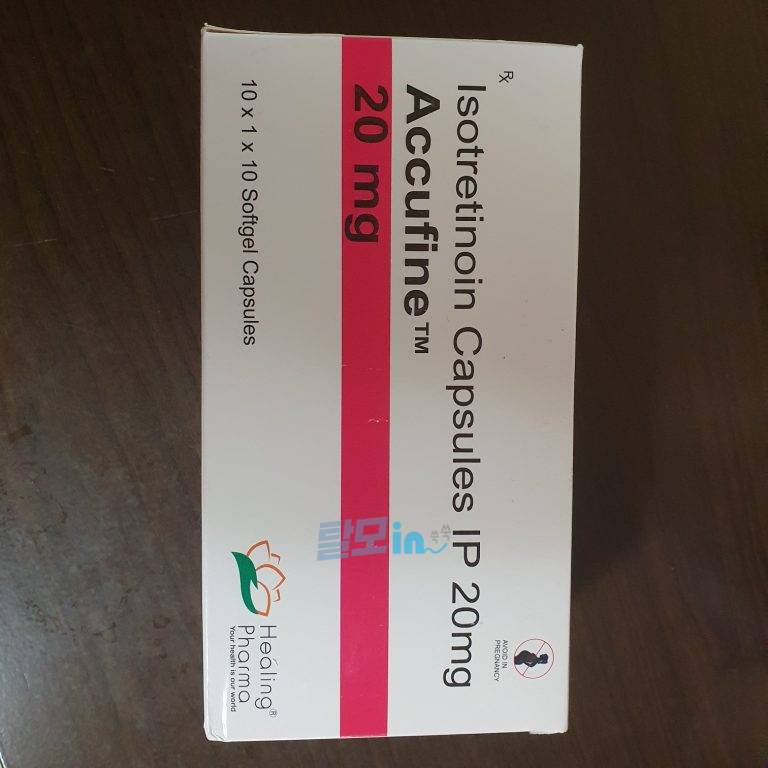 Rx
Isotretinoin Capsules IP 20mg
Accufine™
20 mg
10 x 1 x 10 Softgel Capsules
AVOID IN
PREGNANCY
Healing®
Pharma
Your health is our world
탈모in